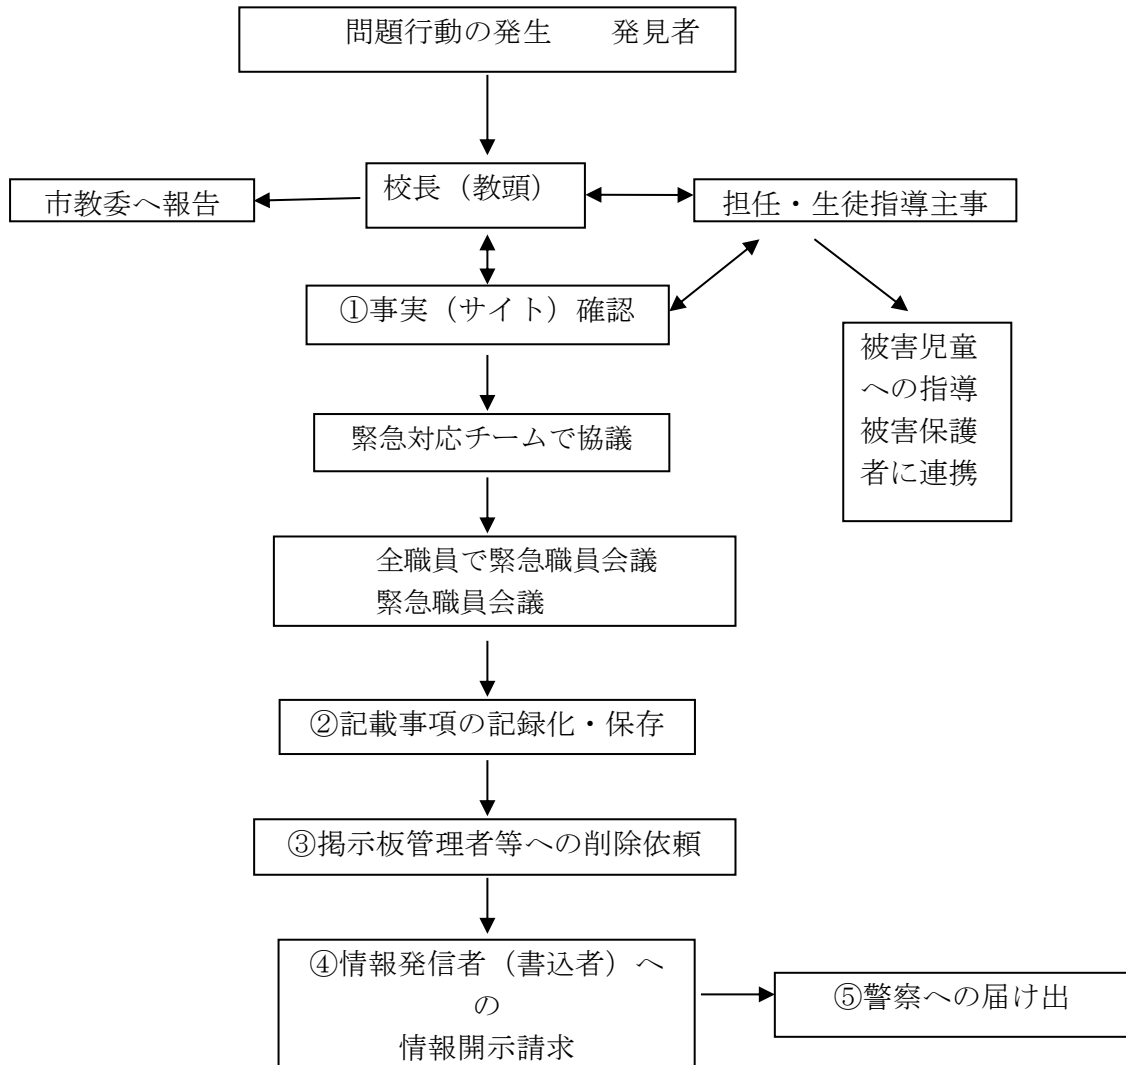 問題行動の発生　　発見者
校長（教頭）
市教委へ報告
担任・生徒指導主事
①事実（サイト）確認
被害児童
への指導
被害保護
者に連携
緊急対応チームで協議
全職員で緊急職員会議
緊急職員会議
②記載事項の記録化・保存
③掲示板管理者等への削除依頼
④情報発信者（書込者）へ
の
情報開示請求
⑤警察への届け出